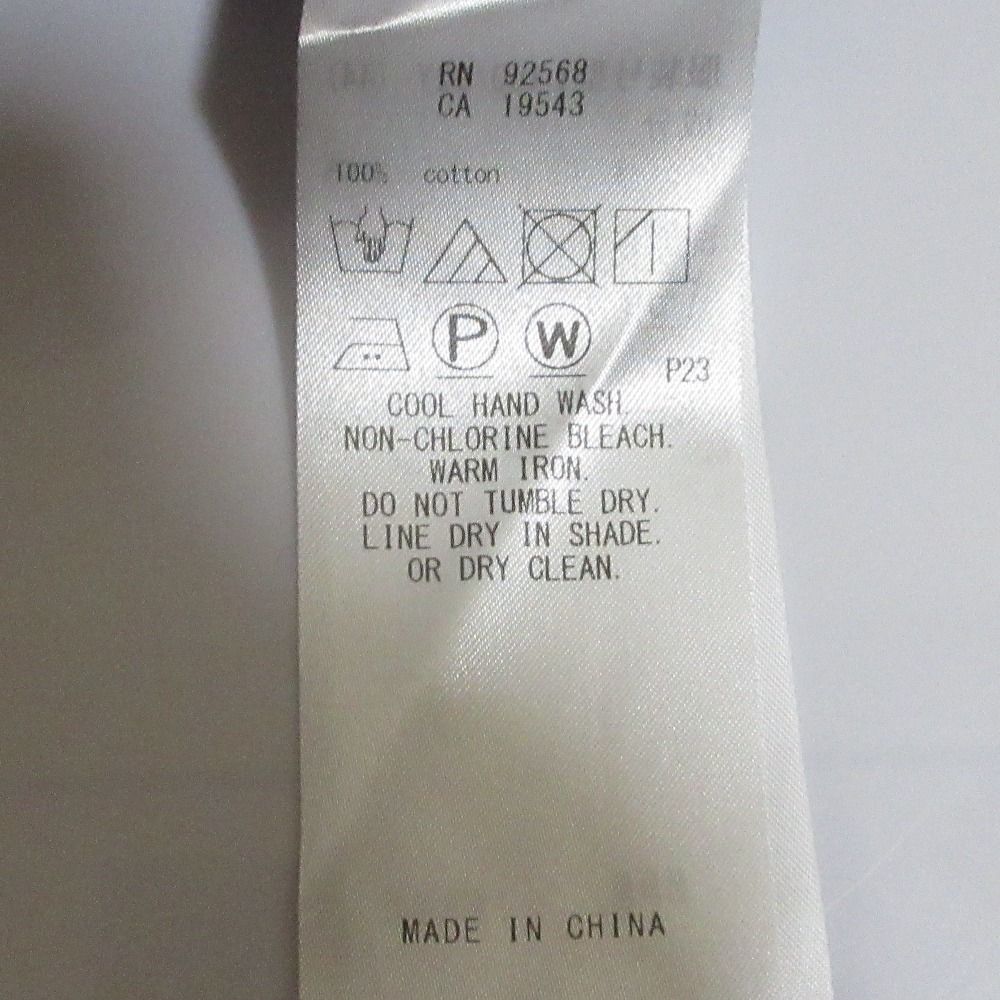 RN 92568
CA 19543
100% cotton
P W
P23
COOL HAND WASH.
NON-CHLORINE BLEACH.
WARM IRON.
DO NOT TUMBLE DRY.
LINE DRY IN SHADE.
OR DRY CLEAN.
MADE IN CHINA